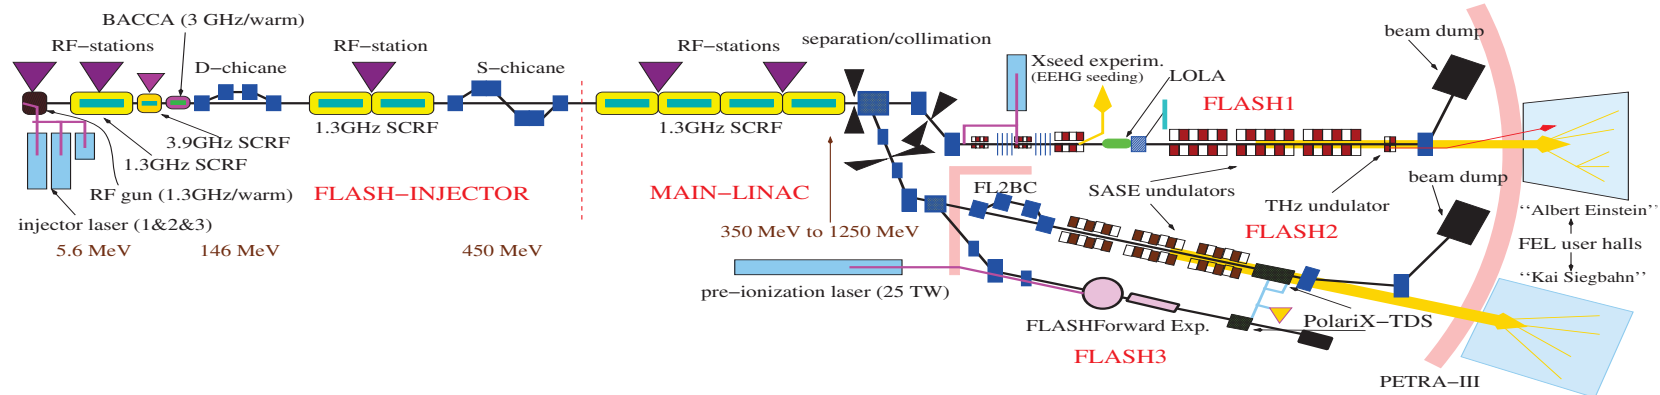 BACCA (3 GHz/warm)
RF−stations
D−chicane
RF−station
S−chicane
RF−stations
separation/collimation
Xseed experim.
(EEHG seeding)
LOLA
FLASH1
beam dump
1.3GHz SCRF
1.3GHz SCRF
3.9GHz SCRF
1.3GHz SCRF
RF gun (1.3GHz/warm)
injector laser (1&2&3)
FLASH−INJECTOR
MAIN−LINAC
5.6 MeV
146 MeV
450 MeV
350 MeV to 1250 MeV
FL2BC
SASE undulators
THz undulator
FLASH2
beam dump
‘‘Albert Einstein’’
FEL user halls
‘‘Kai Siegbahn’’
pre−ionization laser (25 TW)
FLASHForward Exp.
FLASH3
PolariX−TDS
PETRA−III